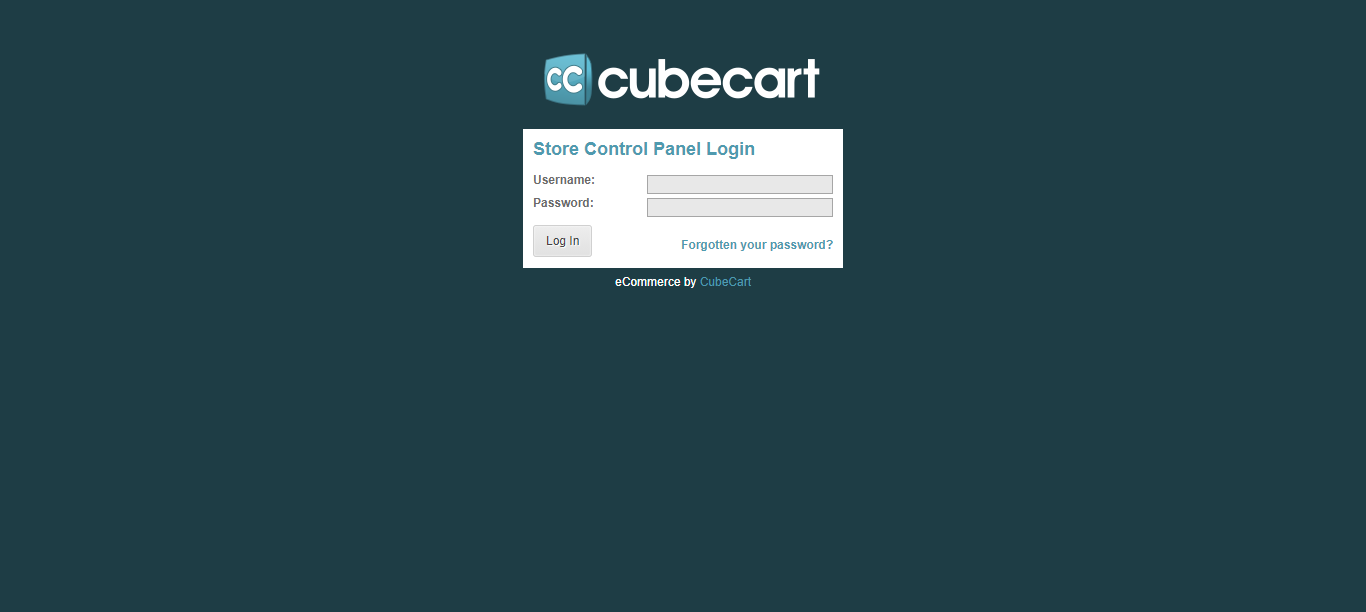 CC cubecart
Store Control Panel Login
Username:
Password:
Log In
Forgotten your password?
eCommerce by CubeCart